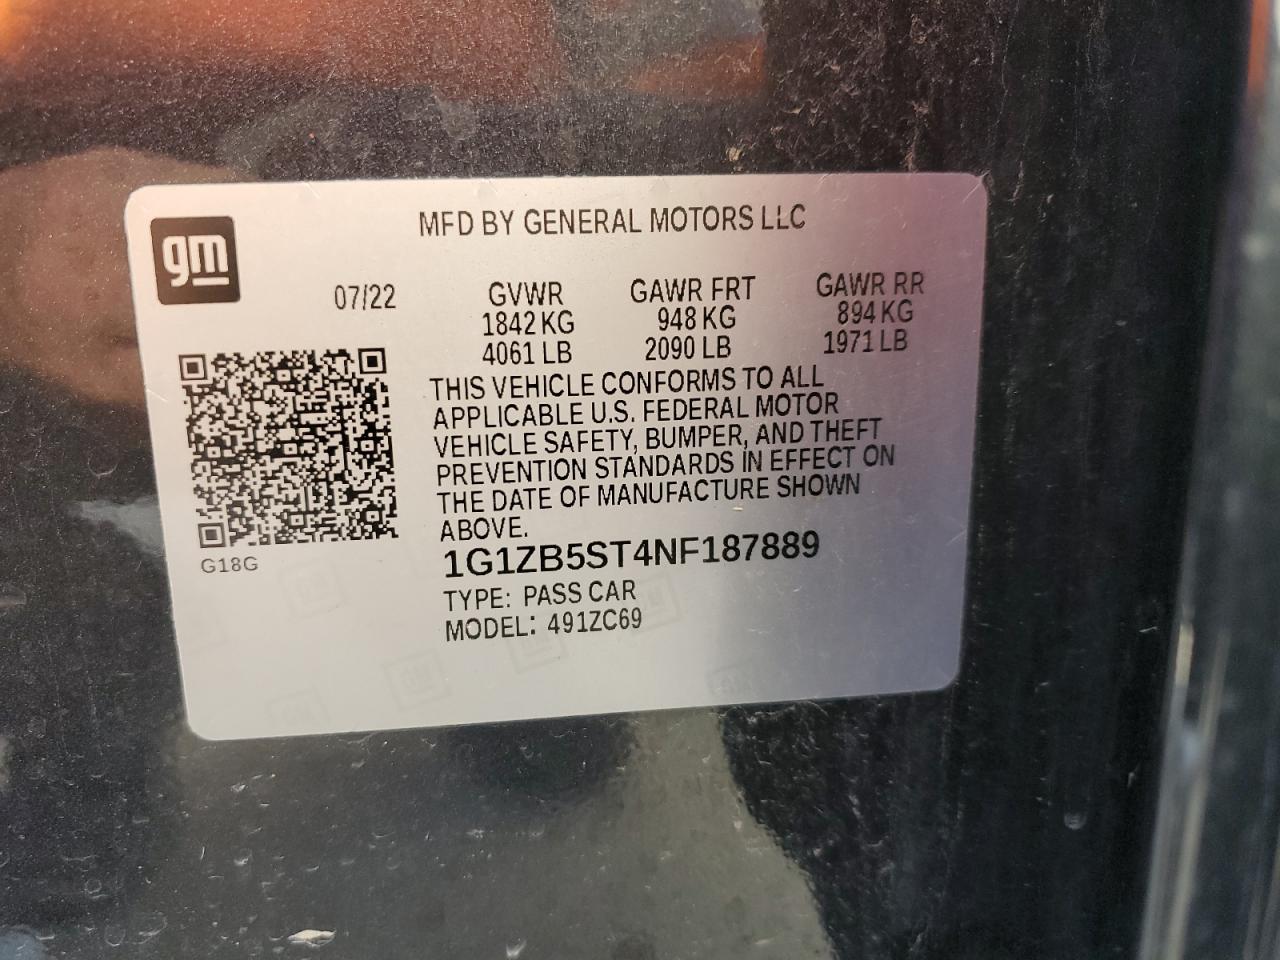 gm
MFD BY GENERAL MOTORS LLC
07/22 GVWR GAWR FRT GAWR RR
1842 KG 948 KG 894 KG
4061 LB 2090 LB 1971 LB
THIS VEHICLE CONFORMS TO ALL
APPLICABLE U.S. FEDERAL MOTOR
VEHICLE SAFETY, BUMPER, AND THEFT
PREVENTION STANDARDS IN EFFECT ON
THE DATE OF MANUFACTURE SHOWN
ABOVE.
G18G
1G1ZB5ST4NF187889
TYPE: PASS CAR
MODEL: 491ZC69